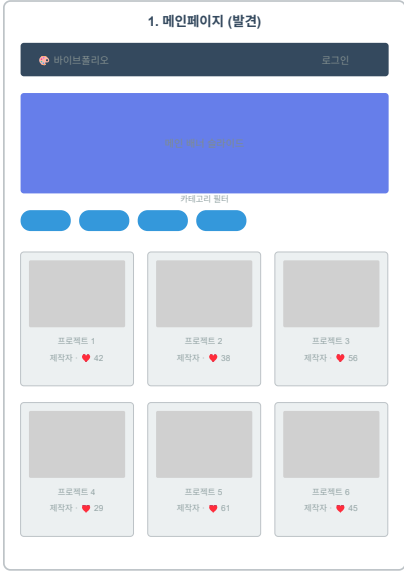 1. 메인페이지 (발견)
🎨 바이브폴리오
로그인
카테고리 필터
프로젝트 1
제작자 · ❤️ 42
프로젝트 2
제작자 · ❤️ 38
프로젝트 3
제작자 · ❤️ 56
프로젝트 4
제작자 · ❤️ 29
프로젝트 5
제작자 · ❤️ 61
프로젝트 6
제작자 · ❤️ 45